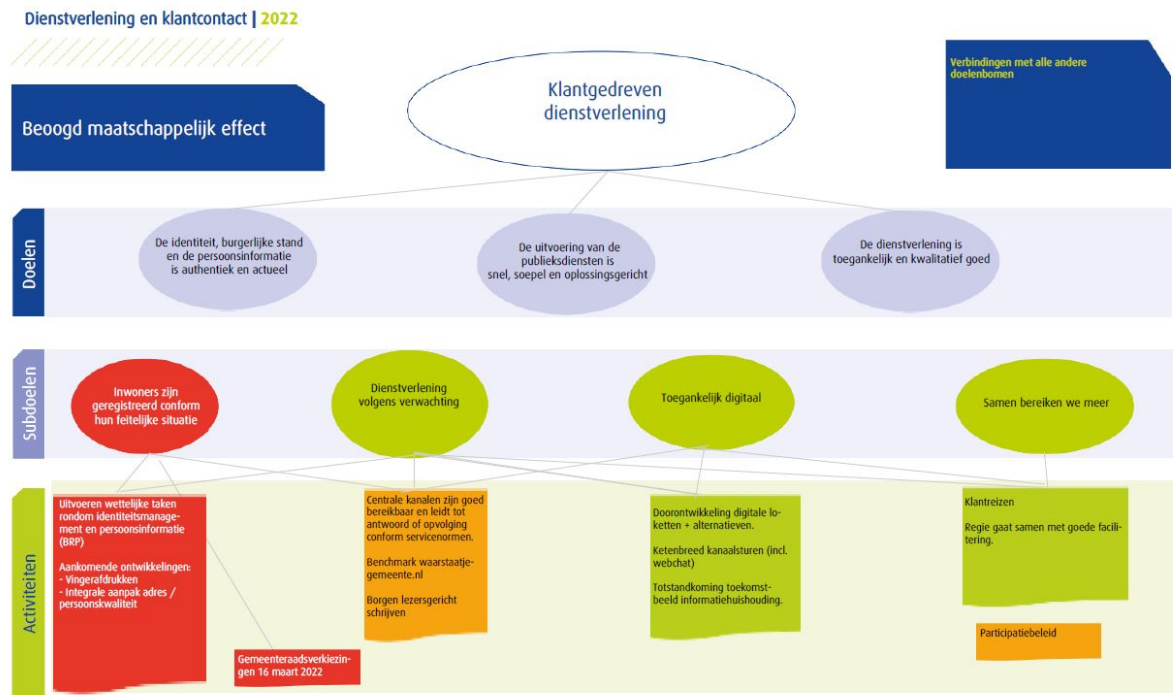 Dienstverlening en klantcontact | 2022
Klantgedreven
dienstverlening
Verbindingen met alle andere
doelenbomen
Beoogd maatschappelijk effect
Doelen
De identiteit, burgerlijke stand
en de persoonsinformatie
is authentiek en actueel
De uitvoering van de
publieksdiensten is
snel, soepel en oplossingsgericht
De dienstverlening is
toegankelijk en kwalitatief goed
Subdoelen
Inwoners zijn
geregistreerd conform
hun feitelijke situatie
Dienstverlening
volgens verwachting
Toegankelijk digitaal
Samen bereiken we meer
Activiteiten
Uitvoeren wettelijke taken
rondom identiteitsmanage-
ment en persoonsinformatie
(BRP)
Aankomende ontwikkelingen:
- Vingerafdrukken
- Integrale aanpak adres /
persoonskwaliteit
Gemeenteraadsverkiezin-
gen 16 maart 2022
Centrale kanalen zijn goed
bereikbaar en leidt tot
antwoord of opvolging
conform servicenormen.
Benchmark waarstaatje-
gemeente.nl
Borgen lezersgericht
schrijven
Doorontwikkeling digitale lo-
ketten + alternatieven.
Ketenbreed kanaalsturen (incl.
webchat)
Totstandkoming toekomst-
beeld informatiehuishouding.
Klantreizen
Regie gaat samen met goede facili-
tering.
Participatiebeleid